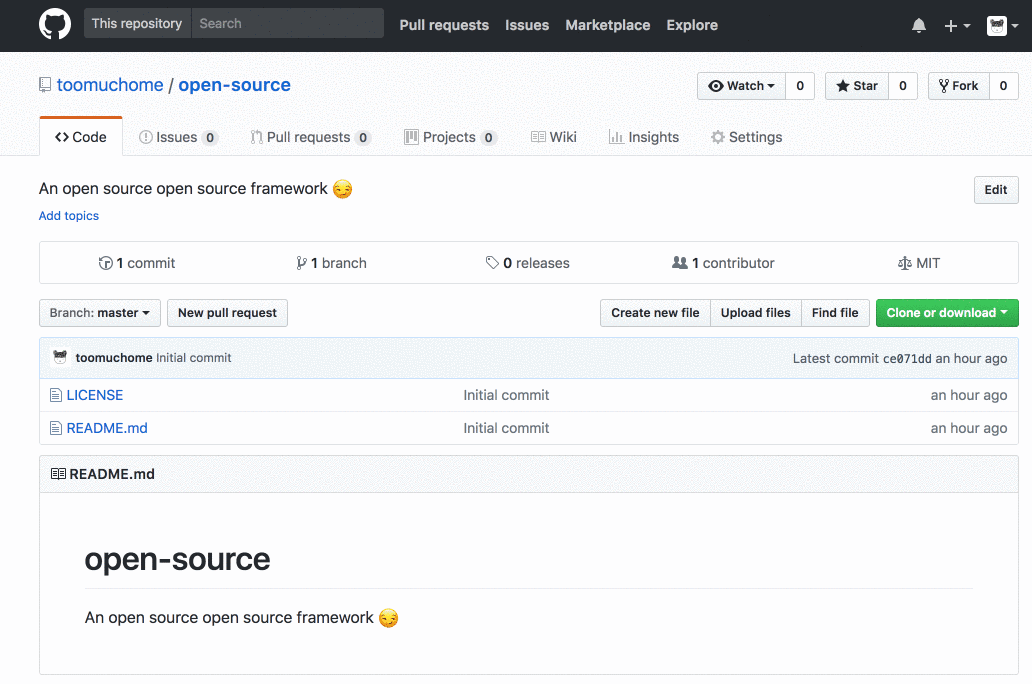 This repository Search Pull requests Issues Marketplace Explore
toomuchome / open-source Watch 0 Star 0 Fork 0
Code Issues 0 Pull requests 0 Projects 0 Wiki Insights Settings
An open source open source framework 😏 Edit
Add topics
1 commit 1 branch 0 releases 1 contributor MIT
Branch: master New pull request Create new file Upload files Find file Clone or download
toomuchome Initial commit Latest commit ce071dd an hour ago
LICENSE Initial commit an hour ago
README.md Initial commit an hour ago
README.md
open-source
An open source open source framework 😏